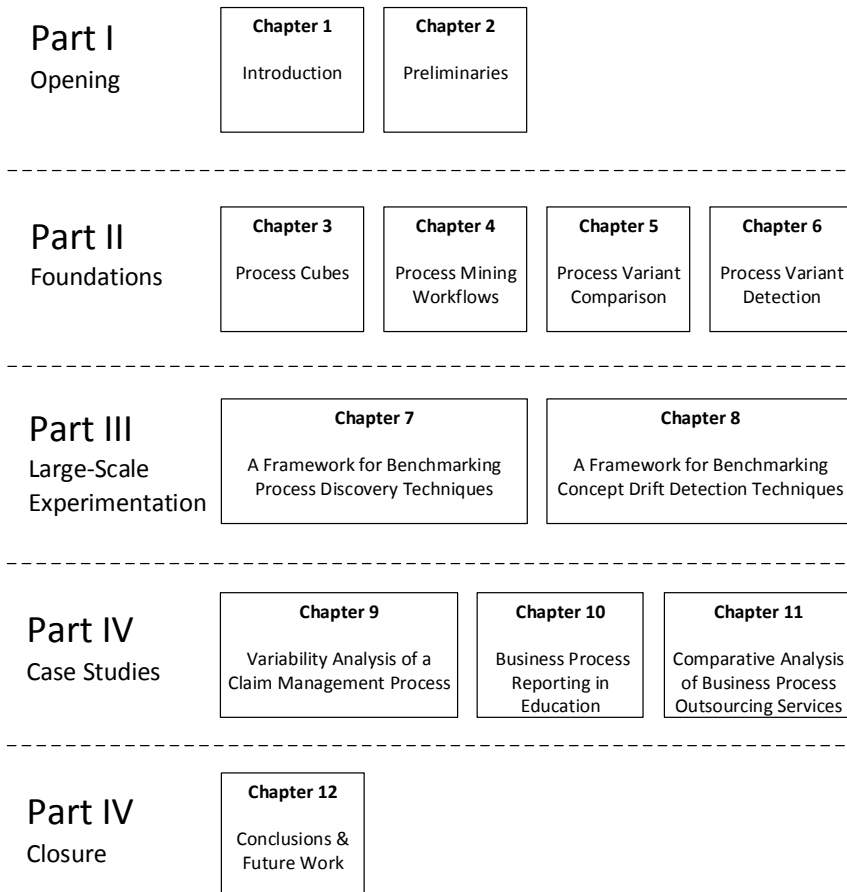 Part I
Opening
Chapter 1
Introduction
Chapter 2
Preliminaries
Part II
Foundations
Chapter 3
Process Cubes
Chapter 4
Process Mining
Workflows
Chapter 5
Process Variant
Comparison
Chapter 6
Process Variant
Detection
Part III
Large-Scale
Experimentation
Chapter 7
A Framework for Benchmarking
Process Discovery Techniques
Chapter 8
A Framework for Benchmarking
Concept Drift Detection Techniques
Part IV
Case Studies
Chapter 9
Variability Analysis of a
Claim Management Process
Chapter 10
Business Process
Reporting in
Education
Chapter 11
Comparative Analysis
of Business Process
Outsourcing Services
Part IV
Closure
Chapter 12
Conclusions &
Future Work